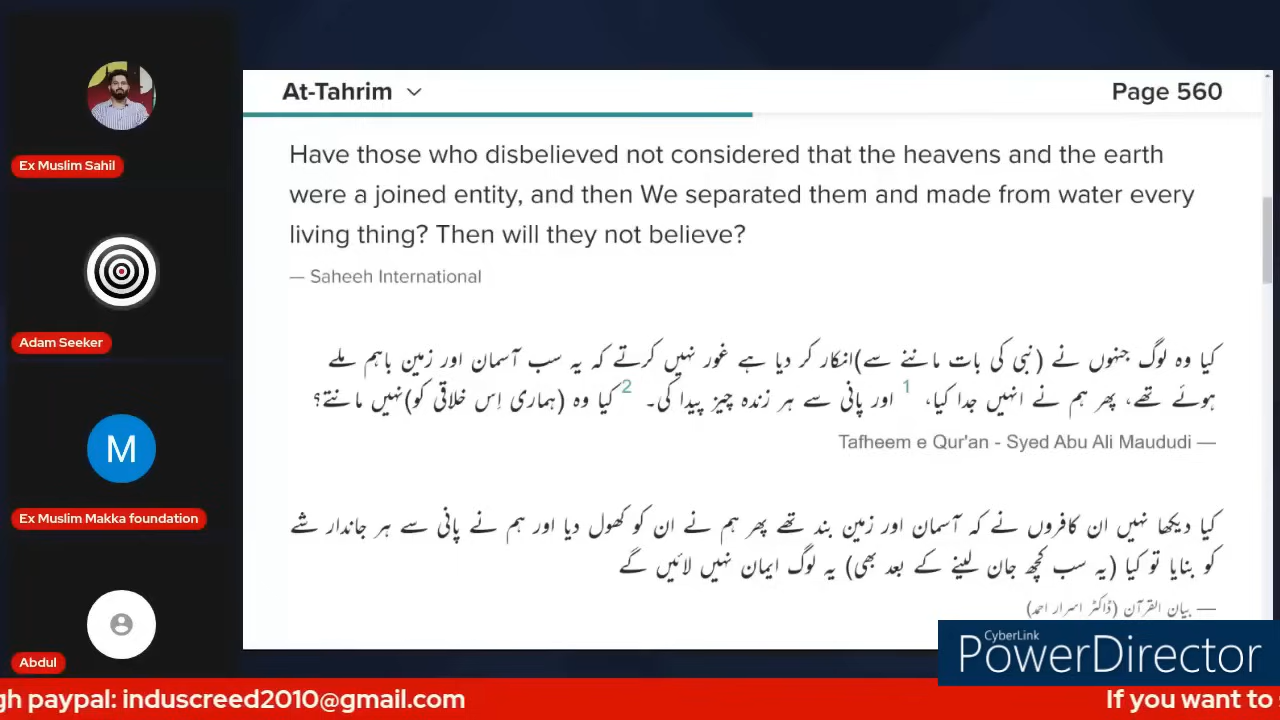 Ex Muslim Sahil
Adam Seeker
M
Ex Muslim Makka foundation
Abdul
At-Tahrim
Page 560
Have those who disbelieved not considered that the heavens and the earth
were a joined entity, and then We separated them and made from water every
living thing? Then will they not believe?
— Saheeh International
کیا وہ لوگ جنہوں نے (نبی کی بات ماننے سے)انکار کر دیا ہے غور نہیں کرتے کہ یہ سب آسمان اور زمین باہم ملے
ہوئے تھے، پھر ہم نے انہیں جدا کیا، 1 اور پانی سے ہر زندہ چیز پیدا کی۔ 2 کیا وہ (ہماری اِس خلاقی کو)نہیں مانتے؟
Tafheem e Qur'an - Syed Abu Ali Maududi —
کیا دیکھا نہیں ان کافروں نے کہ آسمان اور زمین بند تھے پھر ہم نے ان کو کھول دیا اور ہم نے پانی سے ہر جاندار شے
کو بنایا تو کیا (یہ سب کچھ جان لینے کے بعد بھی) یہ لوگ ایمان نہیں لائیں گے
— بیان القرآن (ڈاکٹر اسرار احمد)
CyberLink
PowerDirector
gh paypal: induscreed2010@gmail.com
If you want to